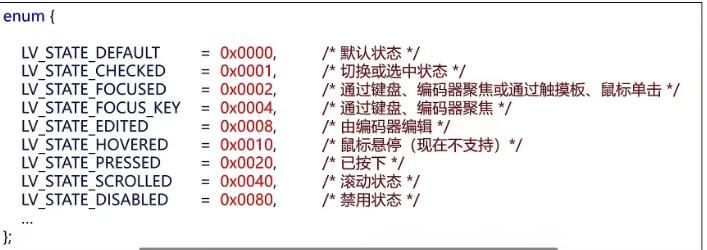 enum {
LV_STATE_DEFAULT = 0x0000, /* 默认状态 */
LV_STATE_CHECKED = 0x0001, /* 切换或选中状态 */
LV_STATE_FOCUSED = 0x0002, /* 通过键盘、编码器聚焦或通过触摸板、鼠标单击 */
LV_STATE_FOCUS_KEY = 0x0004, /* 通过键盘、编码器聚焦 */
LV_STATE_EDITED = 0x0008, /* 由编码器编辑 */
LV_STATE_HOVERED = 0x0010, /* 鼠标悬停（现在不支持）*/
LV_STATE_PRESSED = 0x0020, /* 已按下 */
LV_STATE_SCROLLED = 0x0040, /* 滚动状态 */
LV_STATE_DISABLED = 0x0080, /* 禁用状态 */
...
};